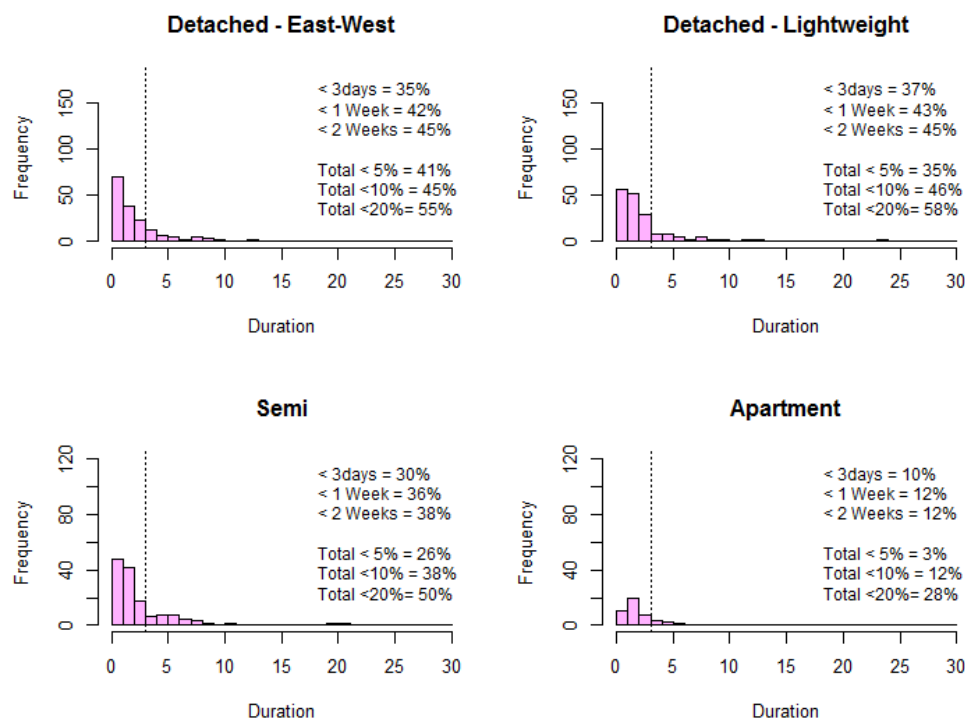 Detached - East-West
< 3days = 35%
< 1 Week = 42%
< 2 Weeks = 45%
Total < 5% = 41%
Total <10% = 45%
Total <20%= 55%
Frequency
150
100
50
0
0 5 10 15 20 25 30
Duration
Detached - Lightweight
< 3days = 37%
< 1 Week = 43%
< 2 Weeks = 45%
Total < 5% = 35%
Total <10% = 46%
Total <20%= 58%
Frequency
150
100
50
0
0 5 10 15 20 25 30
Duration
Semi
< 3days = 30%
< 1 Week = 36%
< 2 Weeks = 38%
Total < 5% = 26%
Total <10% = 38%
Total <20%= 50%
Frequency
120
80
40
0
0 5 10 15 20 25 30
Duration
Apartment
< 3days = 10%
< 1 Week = 12%
< 2 Weeks = 12%
Total < 5% = 3%
Total <10% = 12%
Total <20%= 28%
Frequency
120
80
40
0
0 5 10 15 20 25 30
Duration